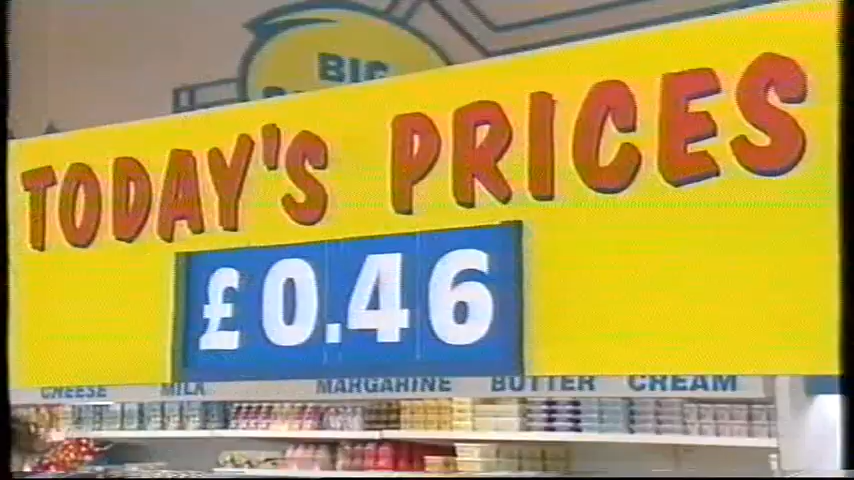 BIG
TODAY'S PRICES
£0.46
CHEESE MILK MARGARINE BUTTER CREAM